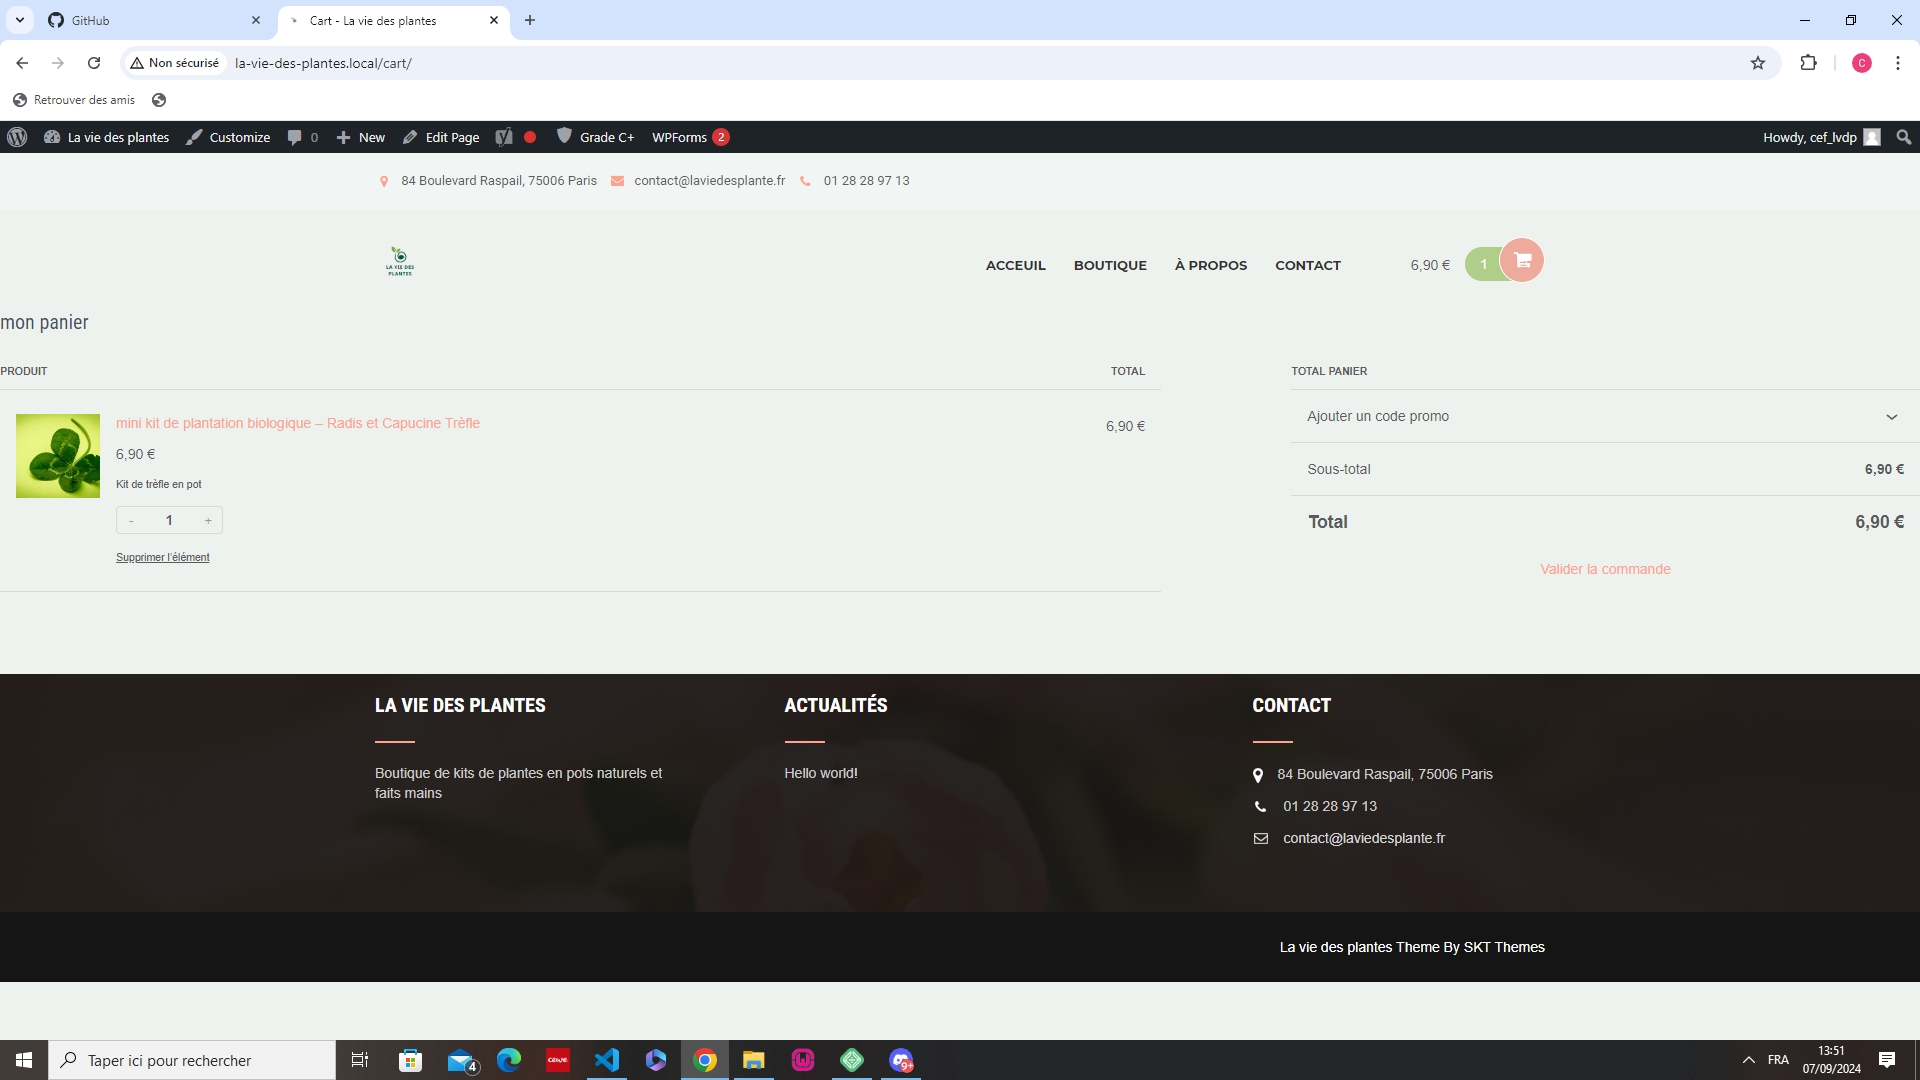 GitHub
Cart - La vie des plantes
Non sécurisé
la-vie-des-plantes.local/cart/
C
Retrouver des amis
La vie des plantes
Customize
0
New
Edit Page
Grade C+
WPForms 2
Howdy, cef_lvdp
84 Boulevard Raspail, 75006 Paris
contact@laviedesplante.fr
01 28 28 97 13
LA VIE DES
PLANTES
ACCEUIL
BOUTIQUE
À PROPOS
CONTACT
6,90 €
1
mon panier
PRODUIT
TOTAL
TOTAL PANIER
mini kit de plantation biologique – Radis et Capucine Trèfle
6,90 €
6,90 €
Kit de trèfle en pot
- 1 +
Supprimer l'élément
Ajouter un code promo
Sous-total
6,90 €
Total
6,90 €
Valider la commande
LA VIE DES PLANTES
Boutique de kits de plantes en pots naturels et
faits mains
ACTUALITÉS
Hello world!
CONTACT
84 Boulevard Raspail, 75006 Paris
01 28 28 97 13
contact@laviedesplante.fr
La vie des plantes Theme By SKT Themes
Taper ici pour rechercher
4
cewe
9+
FRA
13:51
07/09/2024